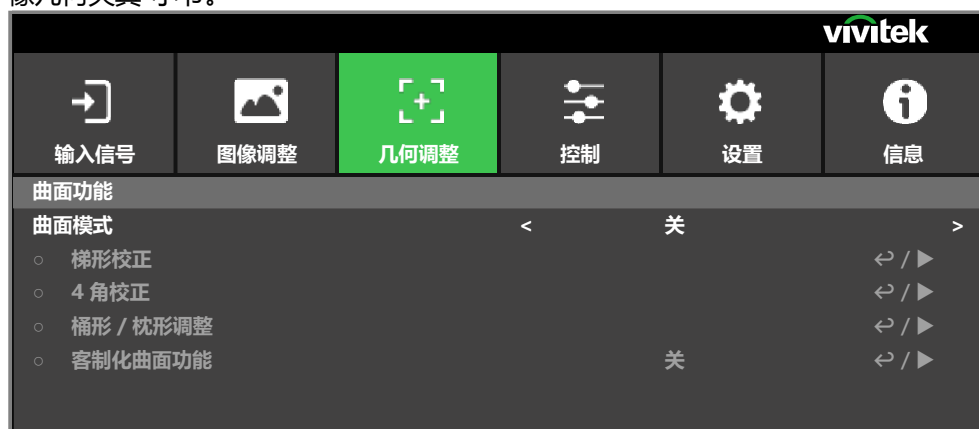 vivitek
输入信号 图像调整 几何调整 控制 设置 信息
曲面功能
曲面模式 < 关 >
○ 梯形校正 ↩ / ▶
○ 4 角校正 ↩ / ▶
○ 桶形 / 枕形调整 ↩ / ▶
○ 客制化曲面功能 关 ↩ / ▶